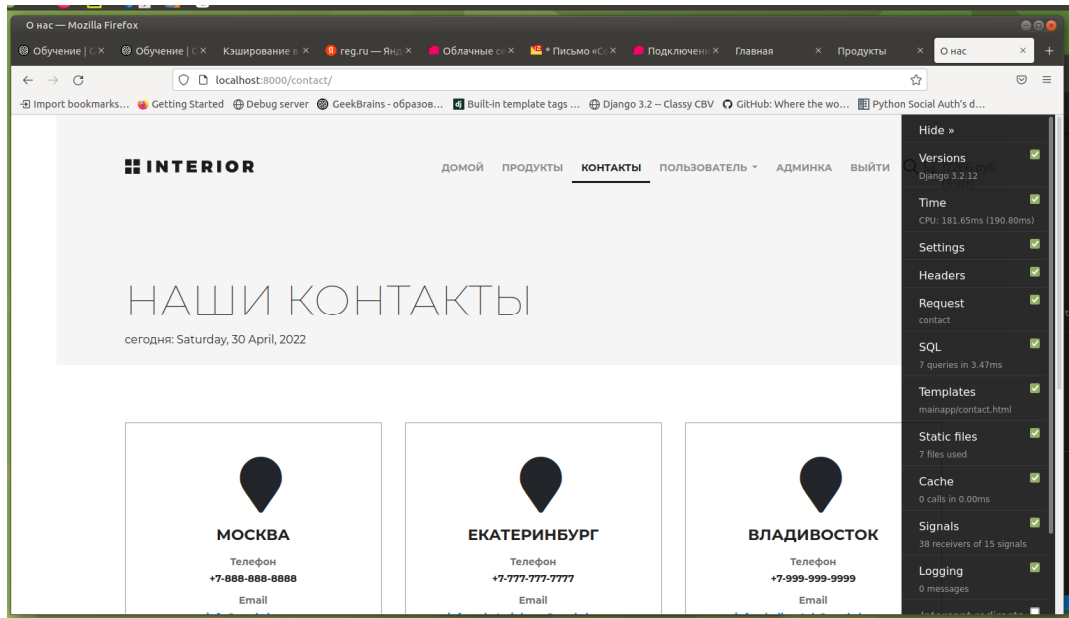 О нас — Mozilla Firefox
Обучение | G
Обучение | G
Кэширование в
reg.ru — Янд
Облачные се
* Письмо «Сс
Подключени
Главная
Продукты
О нас
localhost:8000/contact/
Import bookmarks...
Getting Started
Debug server
GeekBrains - образов...
Built-in template tags ...
Django 3.2 -- Classy CBV
GitHub: Where the wo...
Python Social Auth's d...
INTERIOR
ДОМОЙ
ПРОДУКТЫ
КОНТАКТЫ
ПОЛЬЗОВАТЕЛЬ
АДМИНКА
ВЫЙТИ
НАШИ КОНТАКТЫ
сегодня: Saturday, 30 April, 2022
МОСКВА
Телефон
+7-888-888-8888
Email
ЕКАТЕРИНБУРГ
Телефон
+7-777-777-7777
Email
ВЛАДИВОСТОК
Телефон
+7-999-999-9999
Email
Hide »
Versions
Django 3.2.12
Time
CPU: 181.65ms (190.80ms)
Settings
Headers
Request
contact
SQL
7 queries in 3.47ms
Templates
mainapp/contact.html
Static files
7 files used
Cache
0 calls in 0.00ms
Signals
38 receivers of 15 signals
Logging
0 messages
Intercept redirects